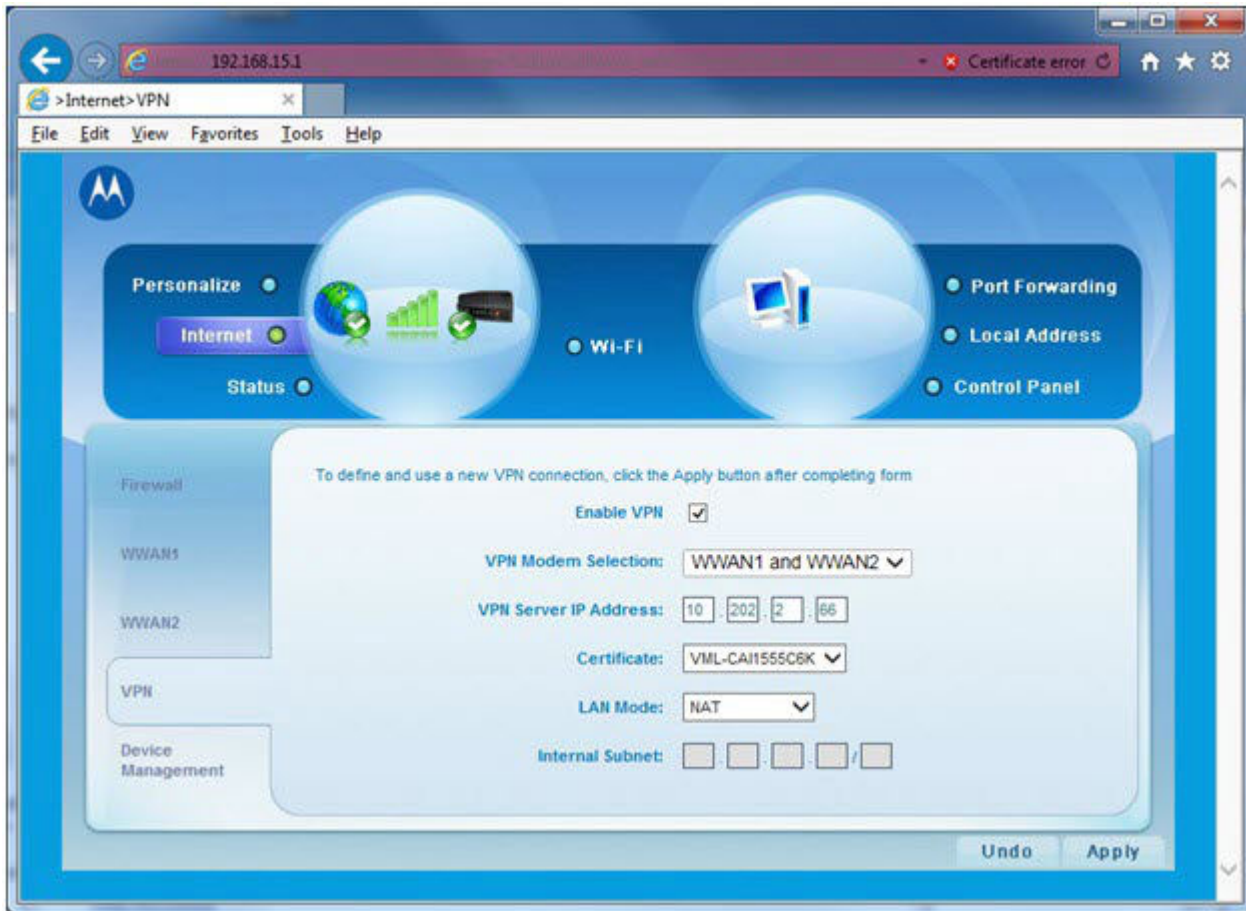 192.168.15.1
Certificate error
>Internet>VPN
File Edit View Favorites Tools Help
Personalize
Internet
Status
Wi-Fi
Port Forwarding
Local Address
Control Panel
Firewall
WWAN1
WWAN2
VPN
Device
Management
To define and use a new VPN connection, click the Apply button after completing form
Enable VPN
VPN Modem Selection: WWAN1 and WWAN2
VPN Server IP Address: 10 . 202 . 2 . 66
Certificate: VML-CAI1555C6K
LAN Mode: NAT
Internal Subnet: . . . /
Undo Apply